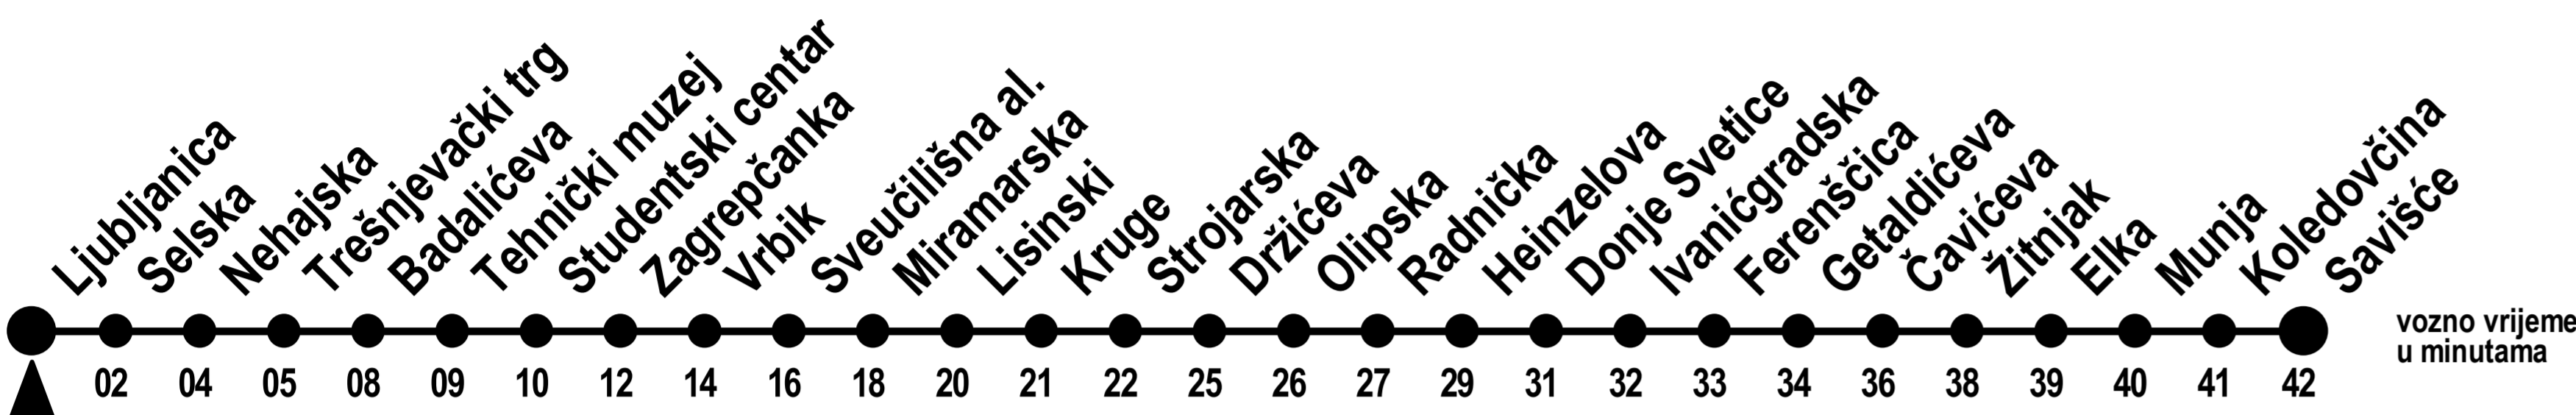 Ljubljanica
Selska
Nehajska
Trešnjevački trg
Badalićeva
Tehnički muzej
Studentski centar
Zagrepčanka
Vrbik
Sveučilišna al.
Miramarska
Lisinski
Kruge
Strojarska
Držićeva
Olipska
Radnička
Heinzelova
Donje Svetice
Ivanićgradska
Ferenščica
Getaldićeva
Čavićeva
Žitnjak
Elka
Munja
Koledovčina
Savišće
02 04 05 08 09 10 12 14 16 18 20 21 22 25 26 27 29 31 32 33 34 36 38 39 40 41 42
vozno vrijeme
u minutama